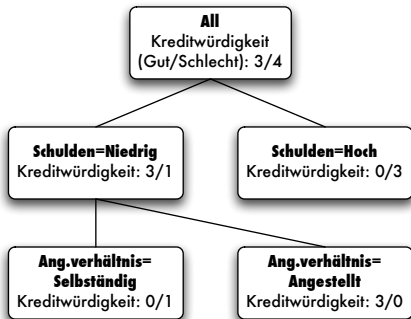 All
Kreditwürdigkeit
(Gut/Schlecht): 3/4
Schulden=Niedrig
Kreditwürdigkeit: 3/1
Schulden=Hoch
Kreditwürdigkeit: 0/3
Ang.verhältnis=
Selbständig
Kreditwürdigkeit: 0/1
Ang.verhältnis=
Angestellt
Kreditwürdigkeit: 3/0